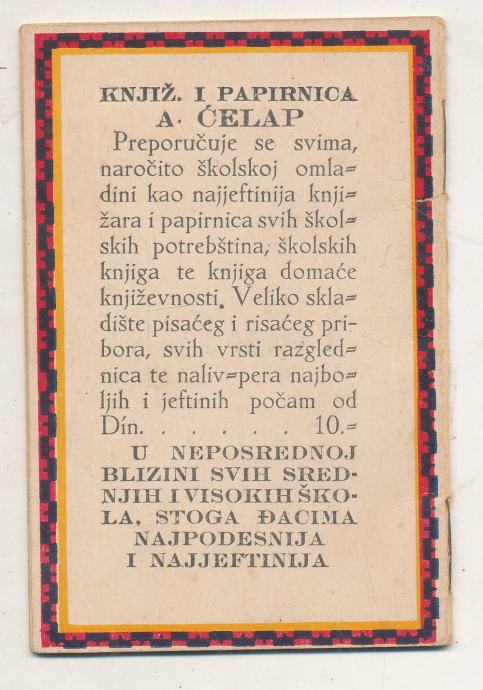 KNJIŽ. I PAPIRNICA
A. ĆELAP
Preporučuje se svima,
naročito školskoj omla=
dini kao najjeftinija knji=
žara i papirnica svih škol=
skih potrebština, školskih
knjiga te knjiga domaće
književnosti. Veliko skla=
dište pisaćeg i risaćeg pri=
bora, svih vrsti razgled=
nica te naliv=pera najbo=
ljih i jeftinih počam od
Dín. . . . . . 10.=
U NEPOSREDNOJ
BLIZINI SVIH SRED-
NJIH I VISOKIH ŠKO-
LA, STOGA ĐACIMA
NAJPODESNIJA
I NAJJEFTINIJA